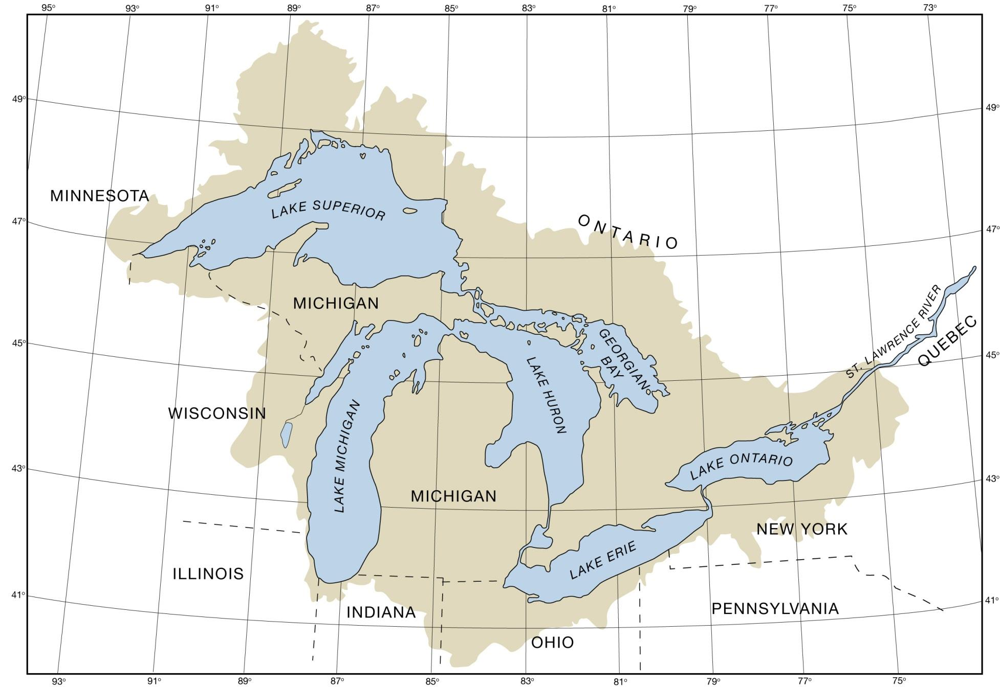 95° 93° 91° 89° 87° 85° 83° 81° 79° 77° 75° 73°
49°
49°
MINNESOTA
LAKE SUPERIOR
47°
ONTARIO
47°
MICHIGAN
ST. LAWRENCE RIVER
QUEBEC
45°
GEORGIAN
BAY
45°
LAKE HURON
WISCONSIN
LAKE MICHIGAN
43°
LAKE ONTARIO
43°
MICHIGAN
NEW YORK
ILLINOIS
LAKE ERIE
41°
INDIANA
PENNSYLVANIA
41°
OHIO
93° 91° 89° 87° 85° 83° 81° 79° 77° 75°